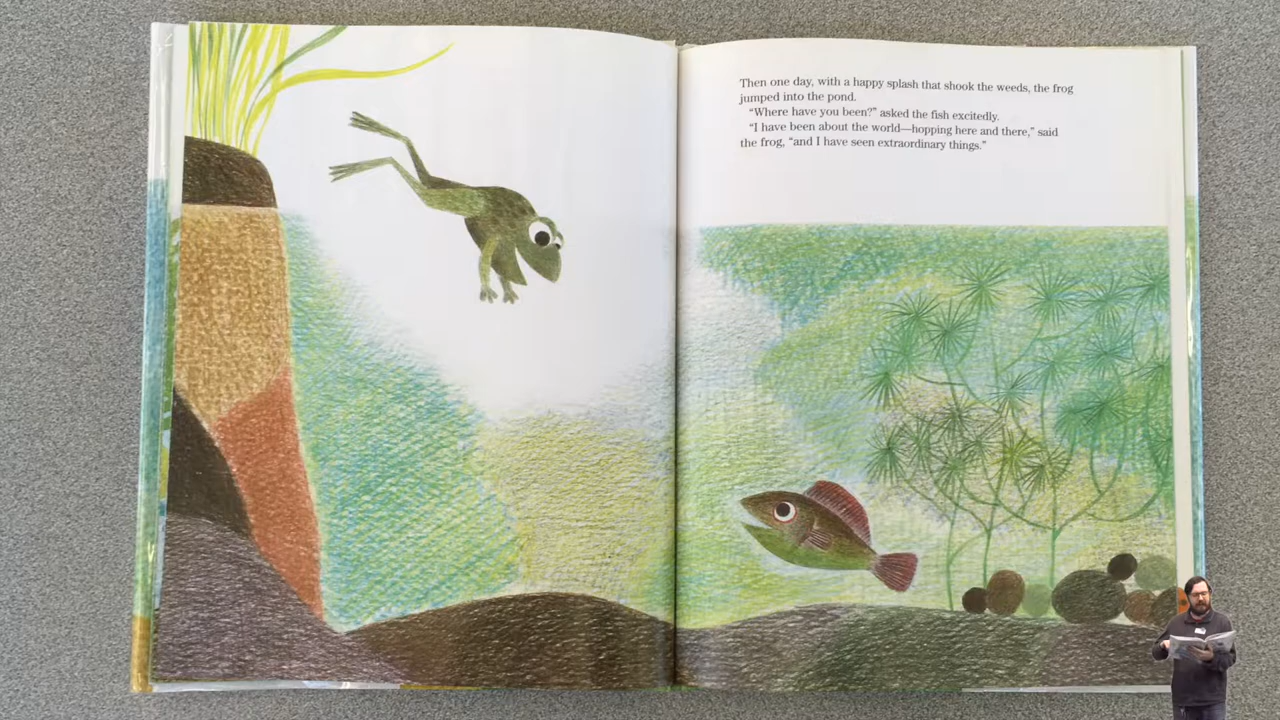 Then one day, with a happy splash that shook the weeds, the frog
jumped into the pond.
“Where have you been?” asked the fish excitedly.
“I have been about the world—hopping here and there,” said
the frog, “and I have seen extraordinary things.”